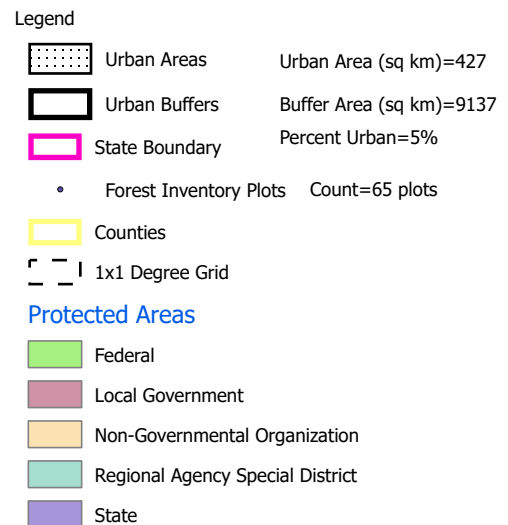 Legend
Urban Areas Urban Area (sq km)=427
Urban Buffers Buffer Area (sq km)=9137
State Boundary Percent Urban=5%
Forest Inventory Plots Count=65 plots
Counties
1x1 Degree Grid
Protected Areas
Federal
Local Government
Non-Governmental Organization
Regional Agency Special District
State